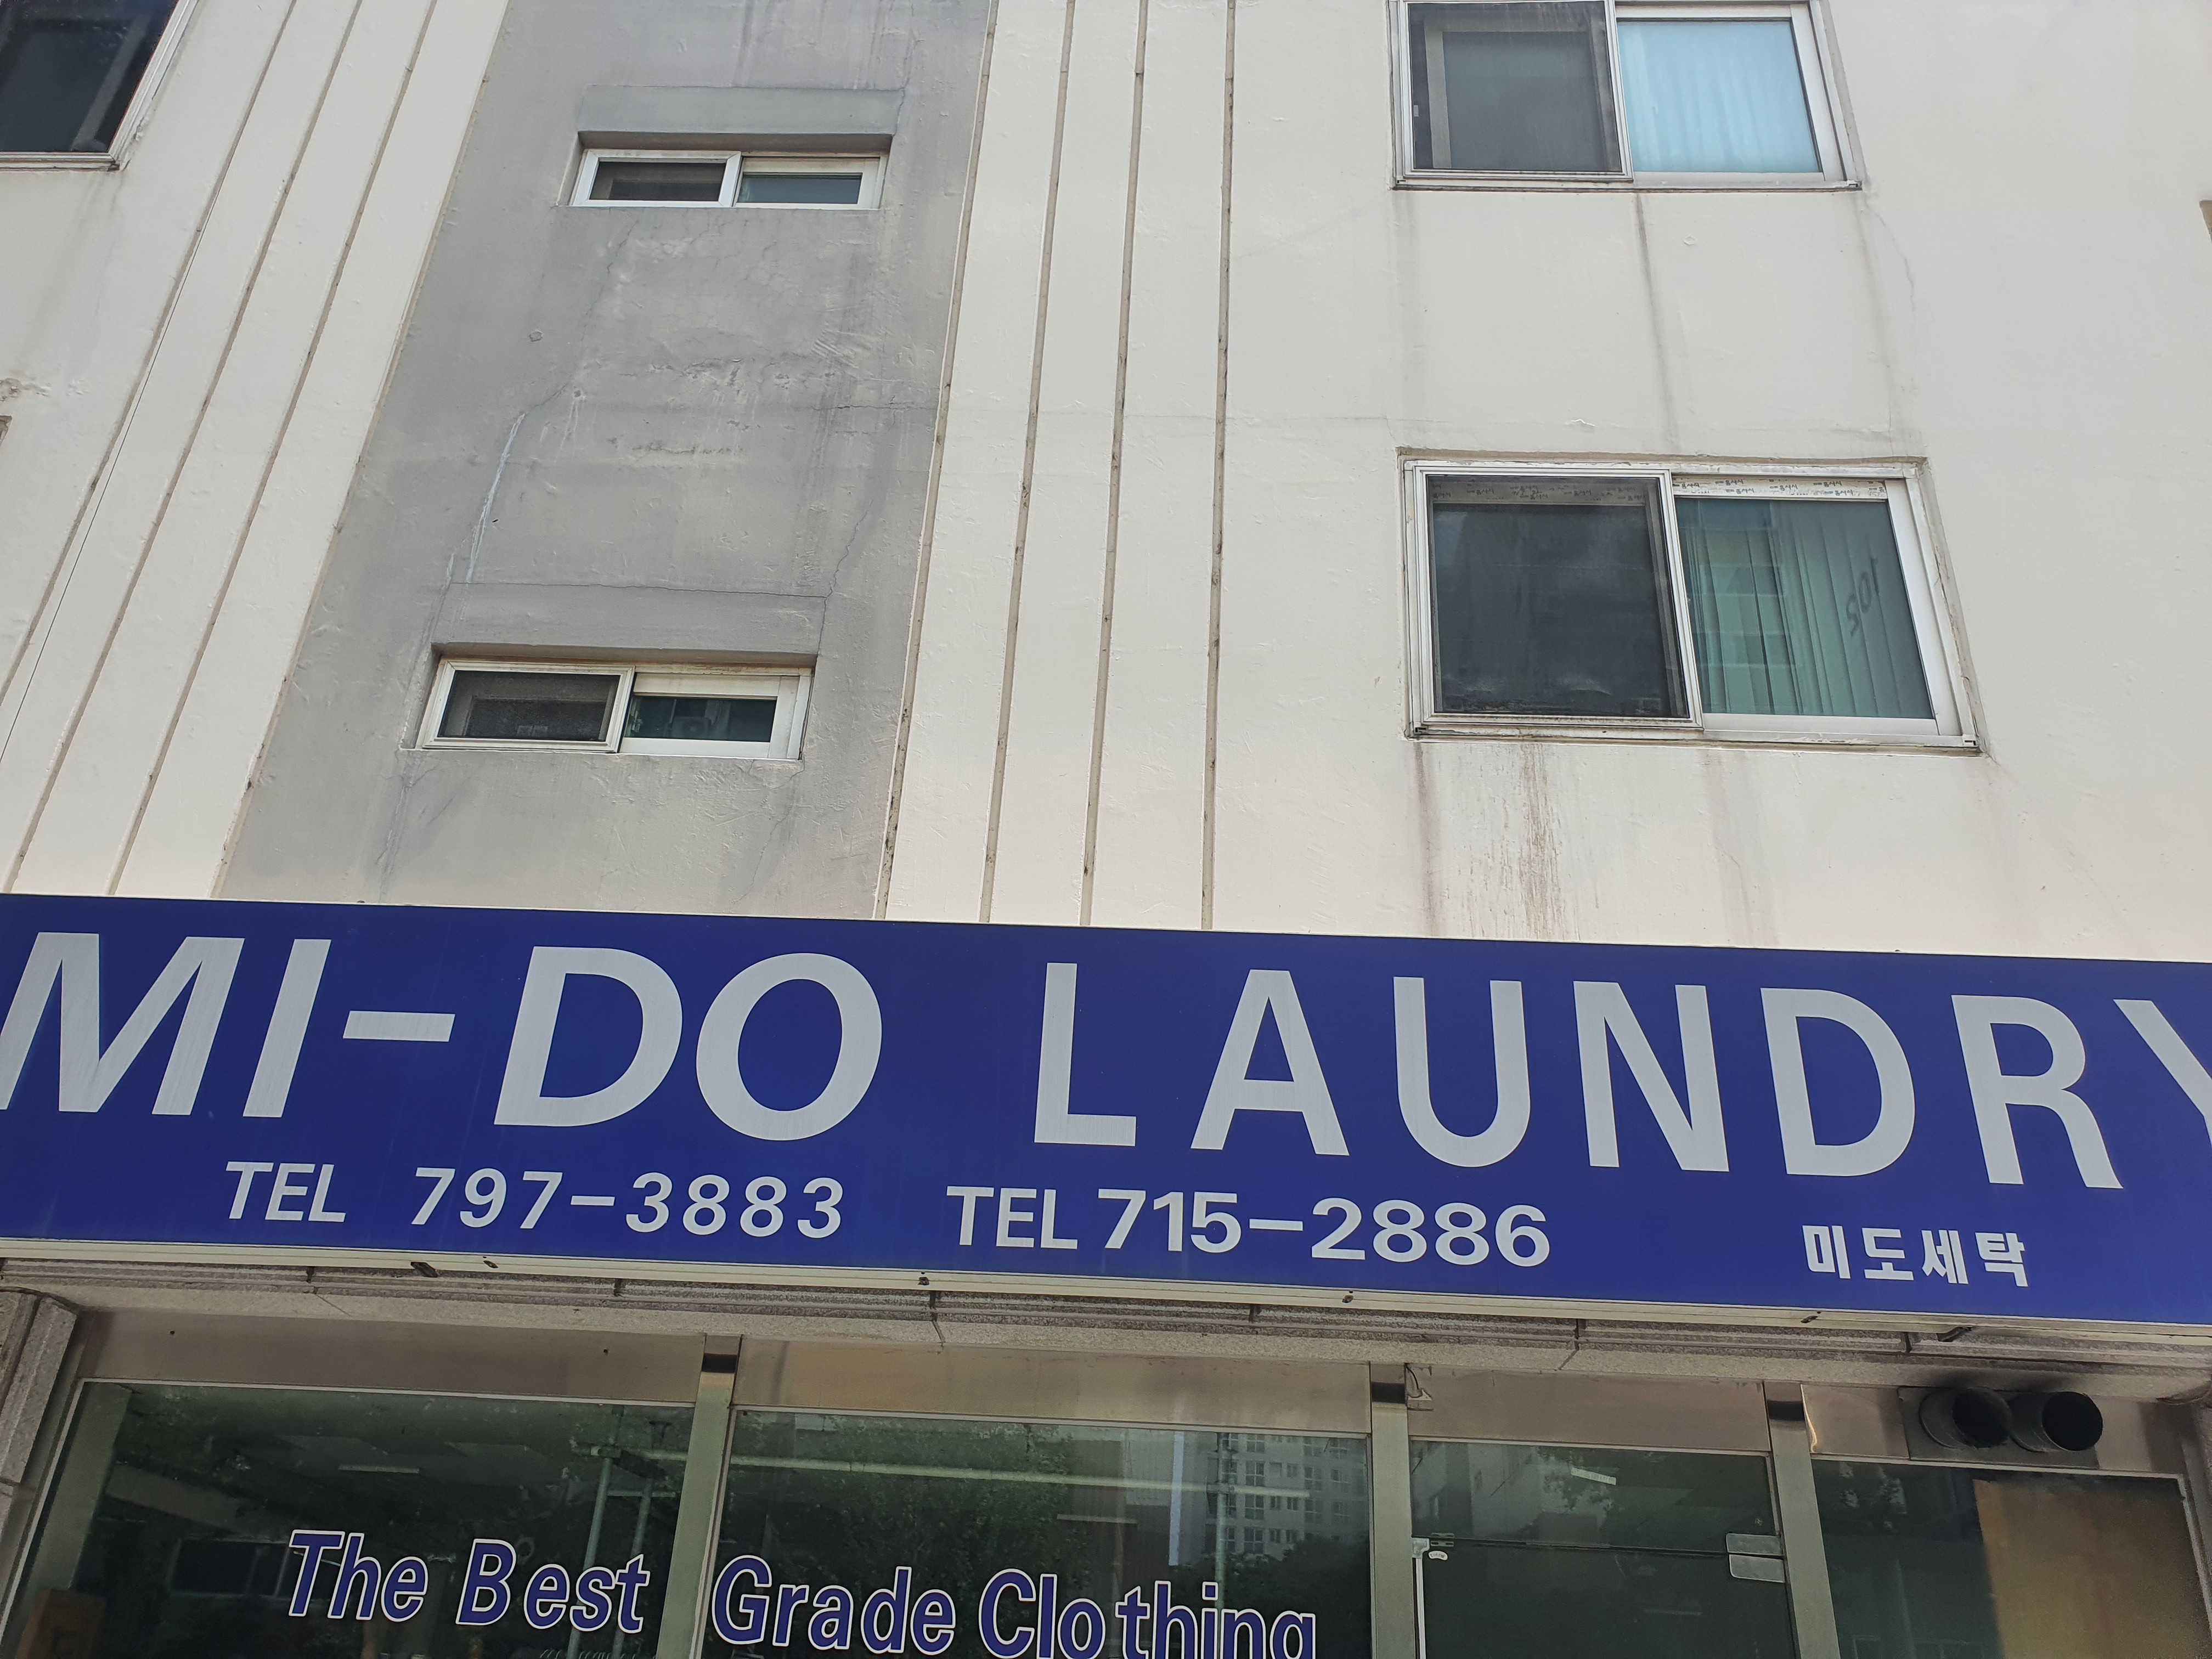 MI-DO LAUNDRY
TEL 797-3883 TEL 715-2886 미도세탁
The Best Grade Clothing